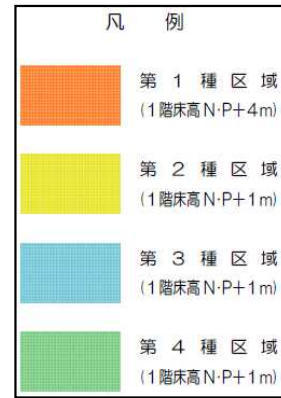 凡 例
第 1 種 区 域
(1階床高N·P+4m)
第 2 種 区 域
(1階床高N·P+1m)
第 3 種 区 域
(1階床高N·P+1m)
第 4 種 区 域
(1階床高N·P+1m)